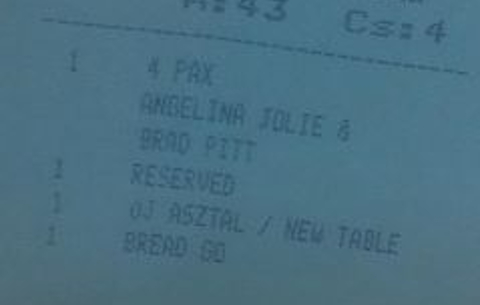 A:43 Cs:4
1 4 PAX
ANGELINA JOLIE &
BRAD PITT
1 RESERVED
1 UJ ASZTAL / NEW TABLE
1 BREAD GO